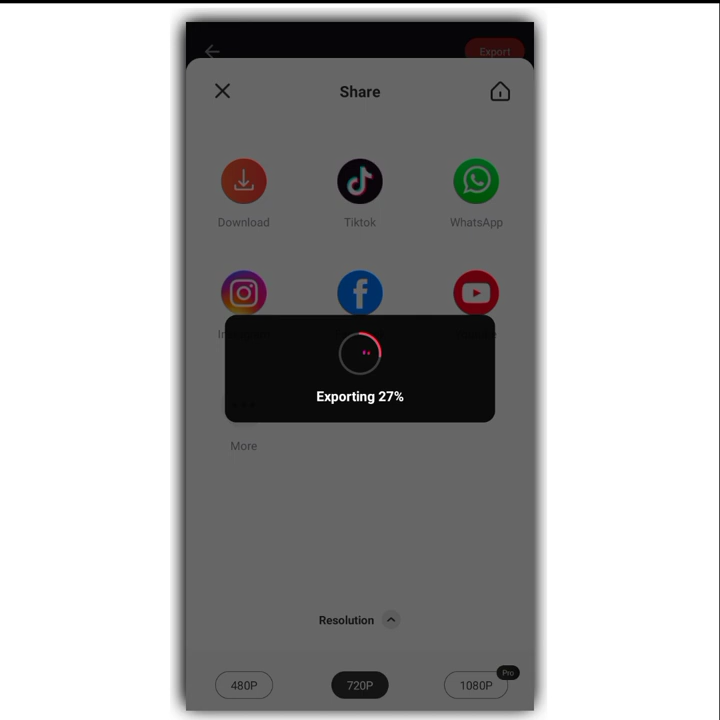 Export
Share
Download
Tiktok
WhatsApp
Exporting 27%
More
Resolution
480P
720P
1080P
Pro